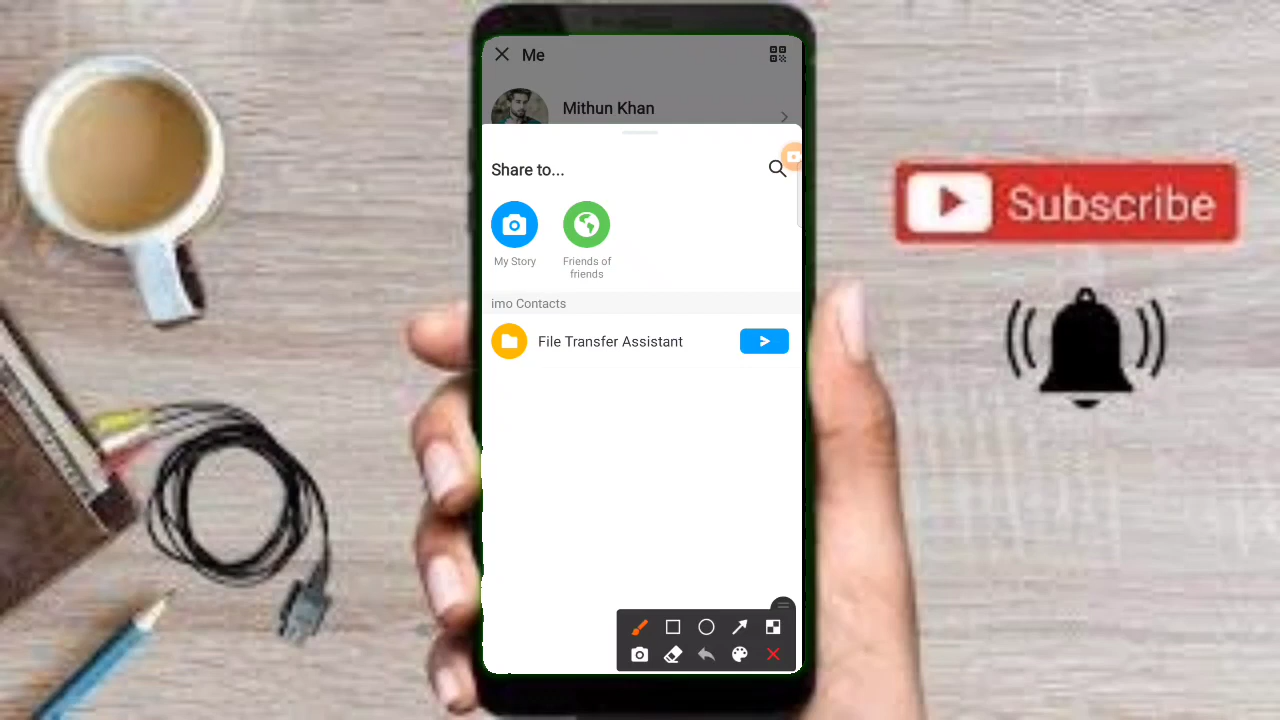 Me
Mithun Khan
Share to...
My Story
Friends of
friends
imo Contacts
File Transfer Assistant
Subscribe